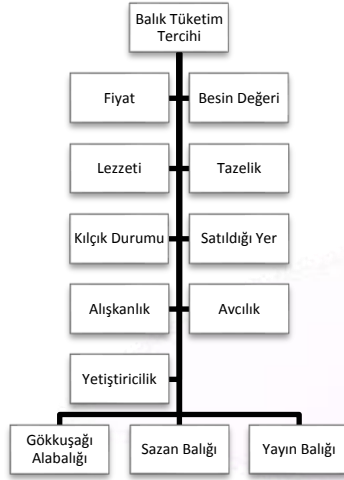 Balık Tüketim
Tercihi
Fiyat
Besin Değeri
Lezzeti
Tazelik
Kılçık Durumu
Satıldığı Yer
Alışkanlık
Avcılık
Yetiştiricilik
Gökkuşağı
Alabalığı
Sazan Balığı
Yayın Balığı